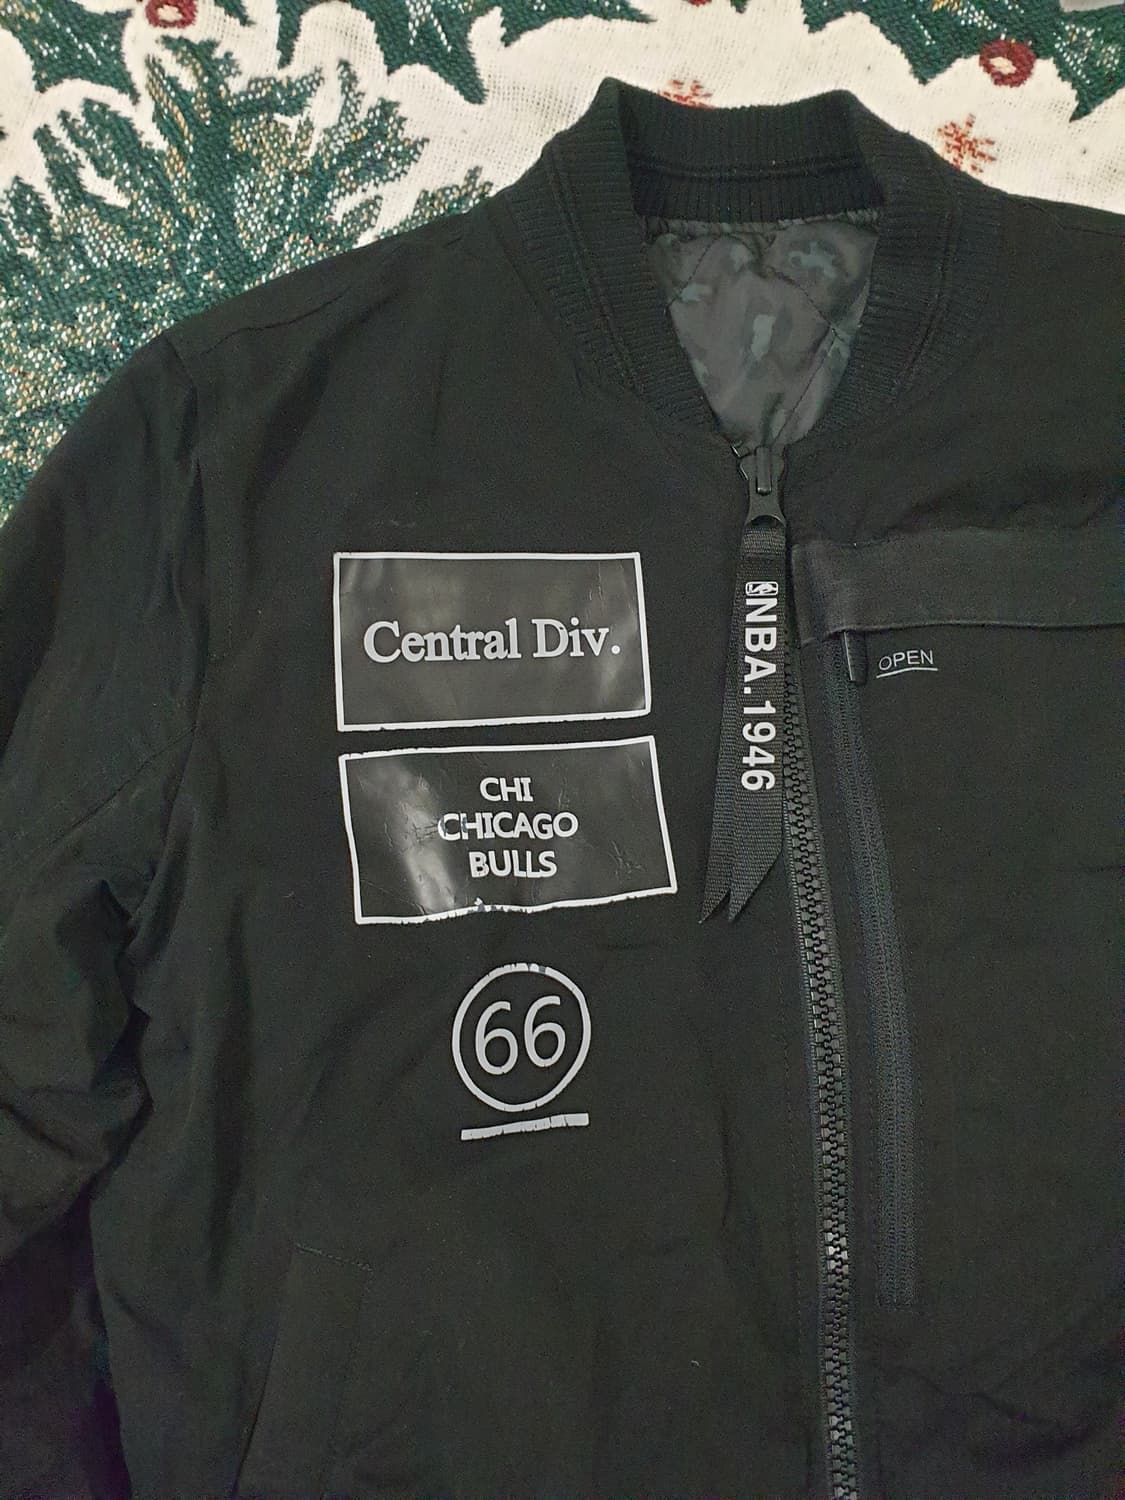 Central Div.
CHI
CHICAGO
BULLS
66
NBA. 1946
OPEN